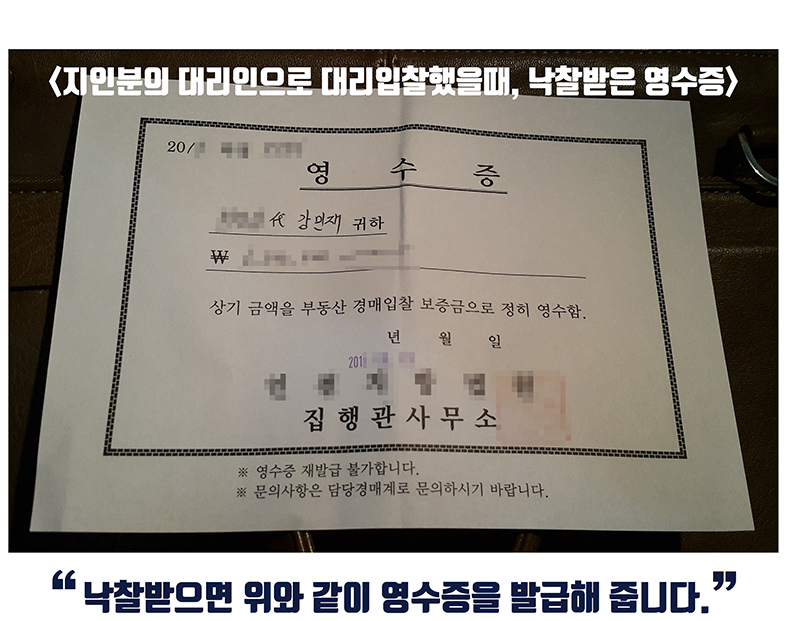 <지인분의 대리인으로 대리입찰했을때, 낙찰받은 영수증>
20/
영 수 증
代 강민재 귀하
₩
상기 금액을 부동산 경매입찰 보증금으로 정히 영수함.
년 월 일
201
집행관사무소
※ 영수증 재발급 불가합니다.
※ 문의사항은 담당경매계로 문의하시기 바랍니다.
“낙찰받으면 위와 같이 영수증을 발급해 줍니다.”